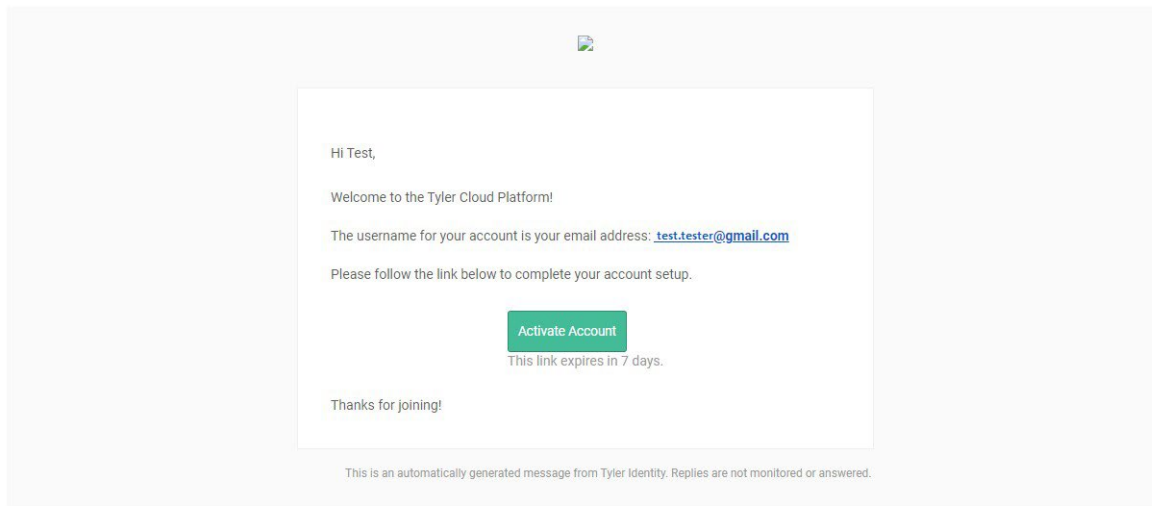 Hi Test,
Welcome to the Tyler Cloud Platform!
The username for your account is your email address: test.tester@gmail.com
Please follow the link below to complete your account setup.
Activate Account
This link expires in 7 days.
Thanks for joining!
This is an automatically generated message from Tyler Identity. Replies are not monitored or answered.